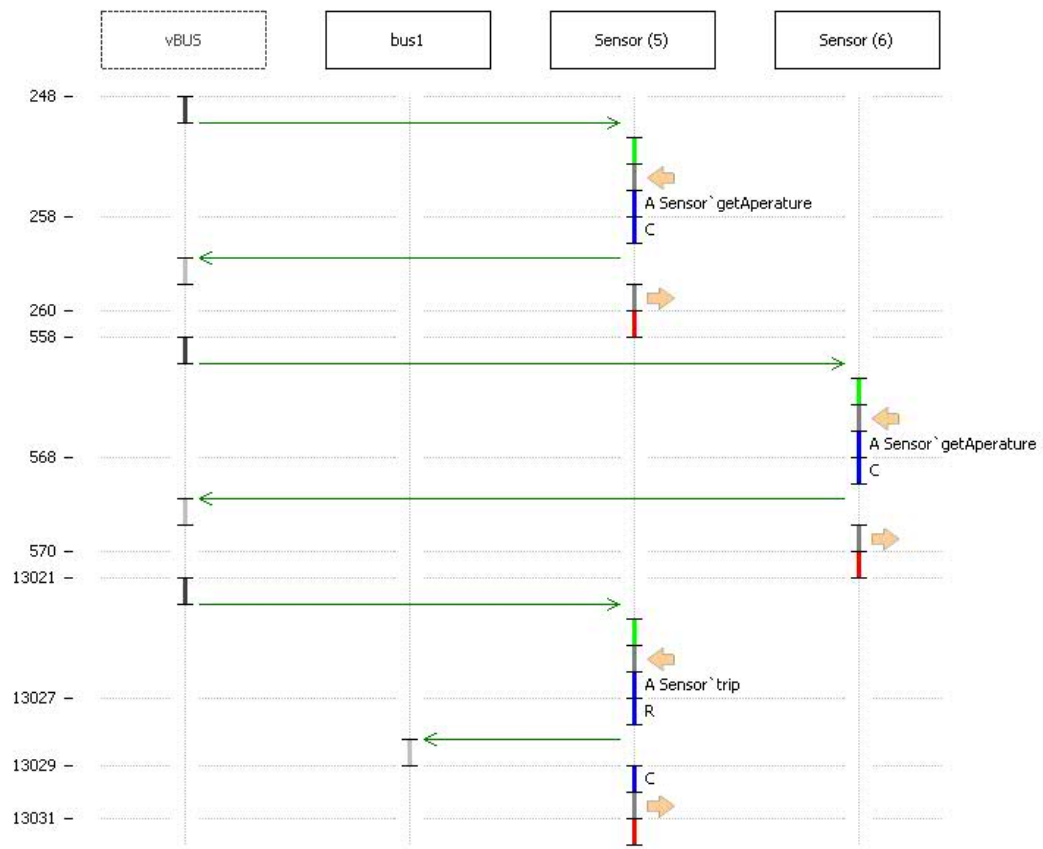 vBUS bus1 Sensor (5) Sensor (6)
248 -
A Sensor`getAperature
258 -
C
260 -
558 -
A Sensor`getAperature
568 -
C
570 -
13021 -
A Sensor`trip
13027 -
R
13029 -
C
13031 -